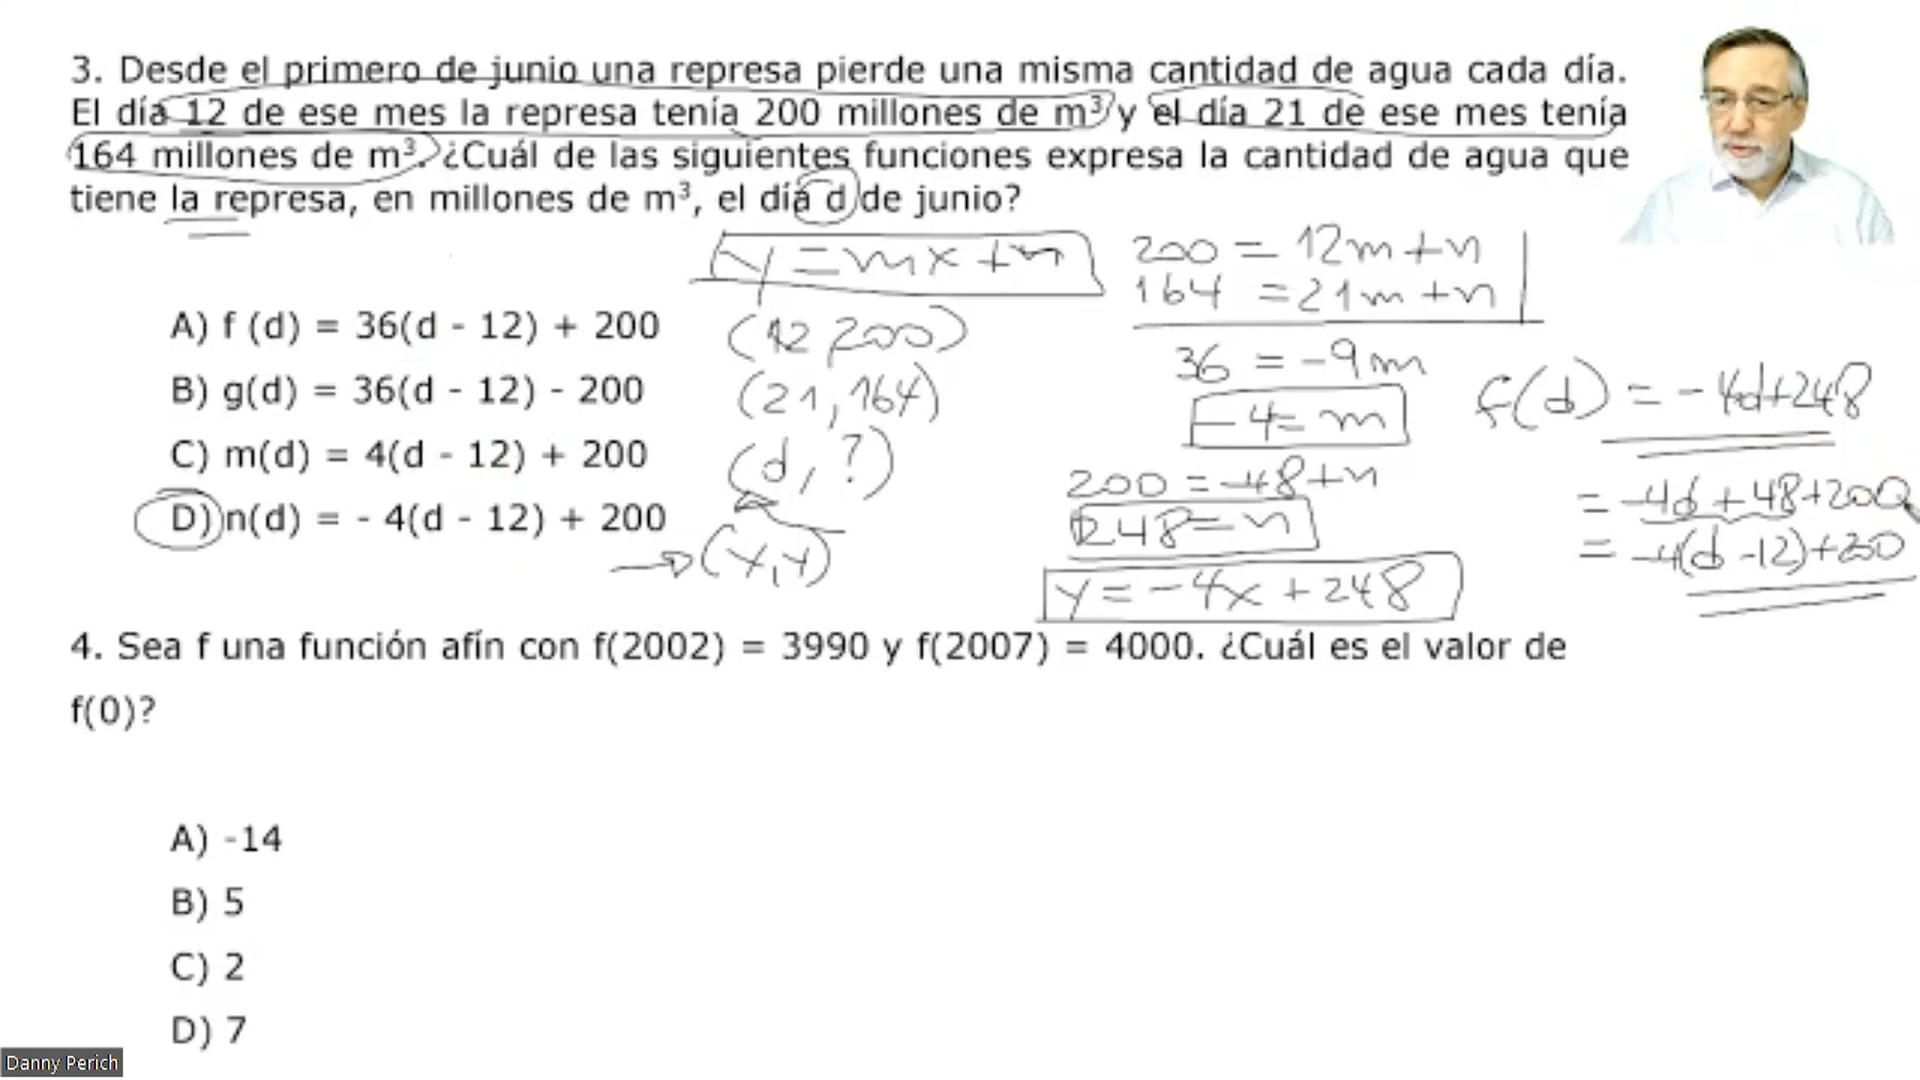 3. Desde el primero de junio una represa pierde una misma cantidad de agua cada día.
El día 12 de ese mes la represa tenía 200 millones de m³ y el día 21 de ese mes tenía
164 millones de m³. ¿Cuál de las siguientes funciones expresa la cantidad de agua que
tiene la represa, en millones de m³, el día d de junio?
y = mx + n
200 = 12m + n
164 = 21m + n
A) f (d) = 36(d - 12) + 200
(12, 200)
36 = -9m
B) g(d) = 36(d - 12) - 200
(21, 164)
-4 = m
f(d) = -4d+248
C) m(d) = 4(d - 12) + 200
(d, ?)
200 = -48+n
= -4d + 48+200
D) n(d) = - 4(d - 12) + 200
248 = n
= -4(d -12)+200
(x, y)
y = -4x + 248
4. Sea f una función afín con f(2002) = 3990 y f(2007) = 4000. ¿Cuál es el valor de
f(0)?
A) -14
B) 5
C) 2
D) 7
Danny Perich